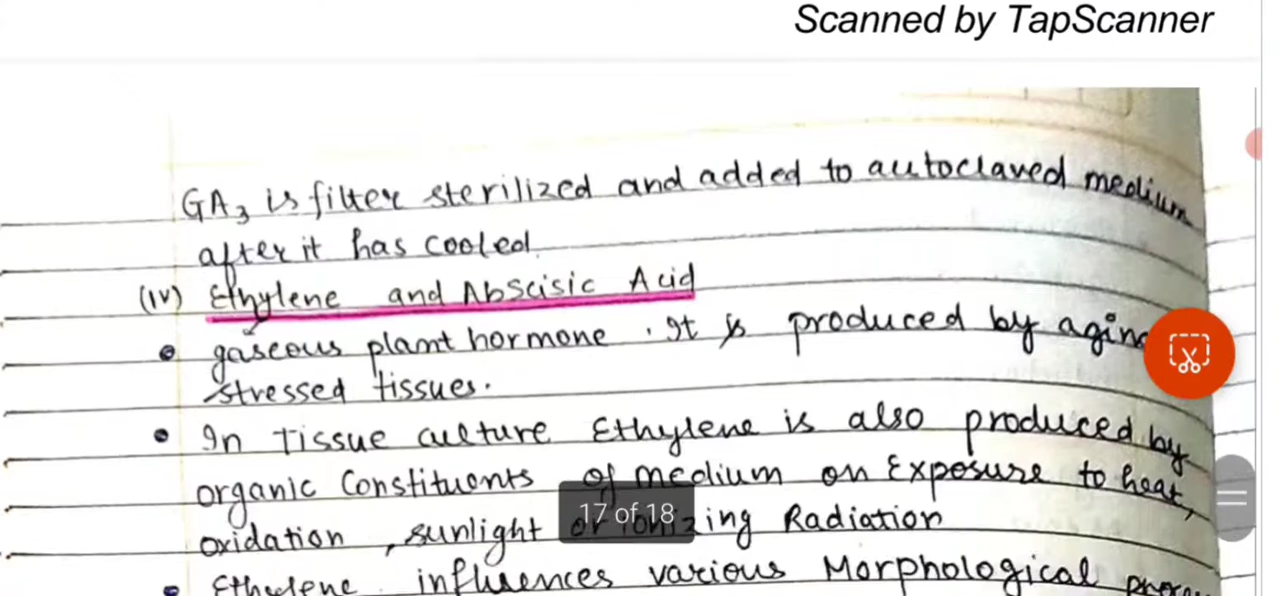 Scanned by TapScanner
GA3 is filter sterilized and added to autoclaved medium
after it has cooled.
(IV) Ethylene and Abscisic Acid
• gaseous plant hormone. It is produced by aging
stressed tissues.
• In Tissue culture Ethylene is also produced by
organic Constituents of medium on Exposure to heat,
17 of 18
oxidation, sunlight or ionizing Radiation
• Ethylene influences various Morphological